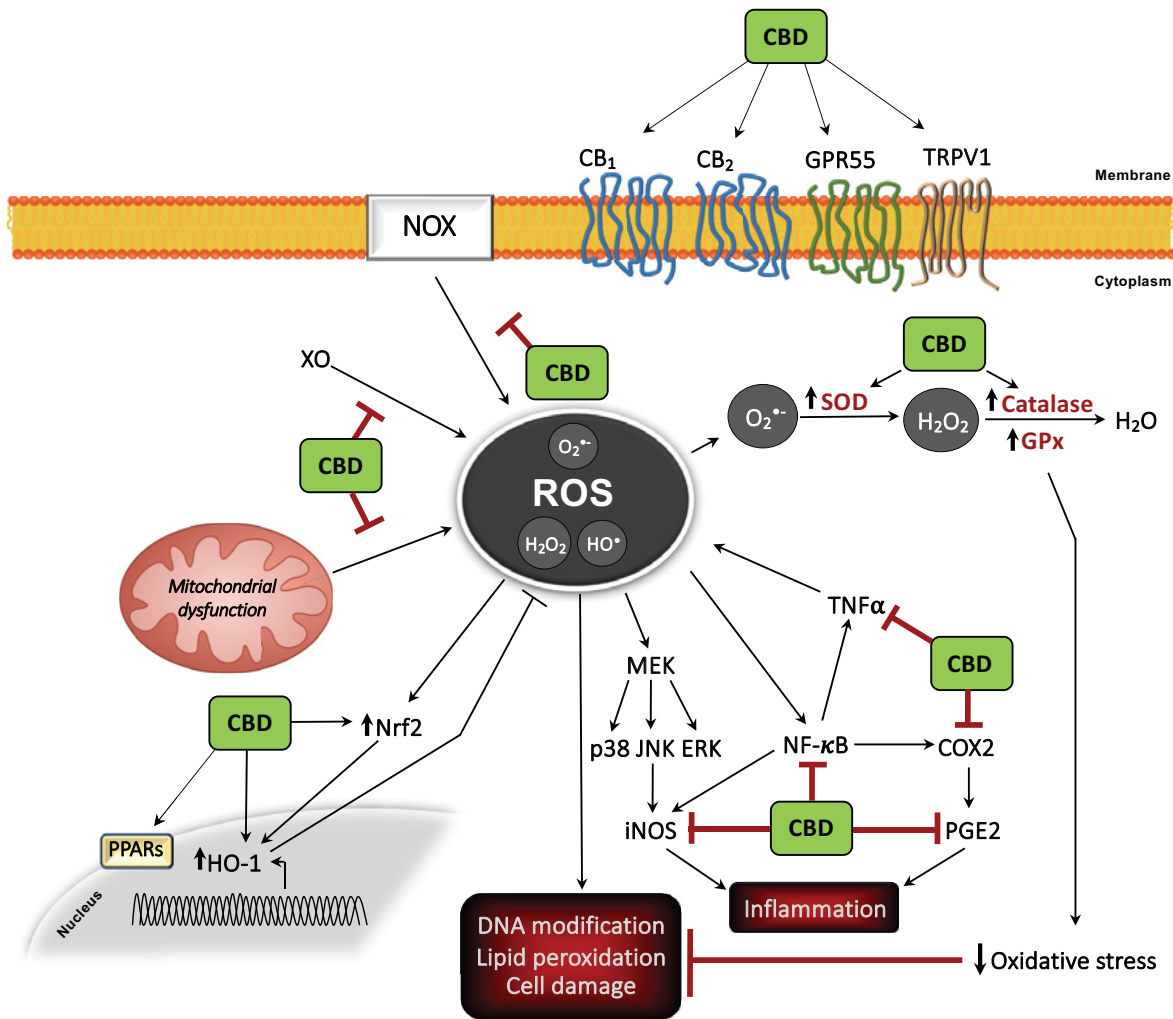 CBD
CB₁
CB₂
GPR55
TRPV1
Membrane
NOX
Cytoplasm
XO
CBD
CBD
O₂•-
SOD
H₂O₂
Catalase
GPx
H₂O
CBD
O₂•-
ROS
H₂O₂
HO•
Mitochondrial
dysfunction
TNFα
CBD
MEK
CBD
Nrf2
p38 JNK ERK
NF-κB
COX2
iNOS
CBD
PGE2
PPARs
HO-1
Nucleus
Inflammation
DNA modification
Lipid peroxidation
Cell damage
Oxidative stress